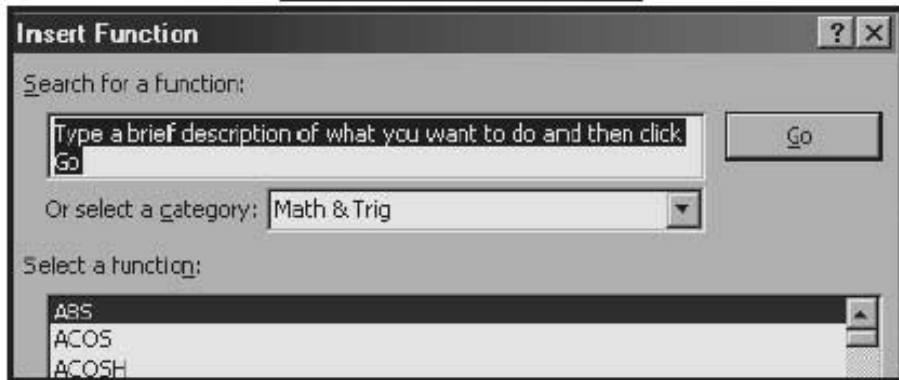 Insert Function
Search for a function:
Type a brief description of what you want to do and then click
Go
Go
Or select a category: Math & Trig
Select a function:
ABS
ACOS
ACOSH